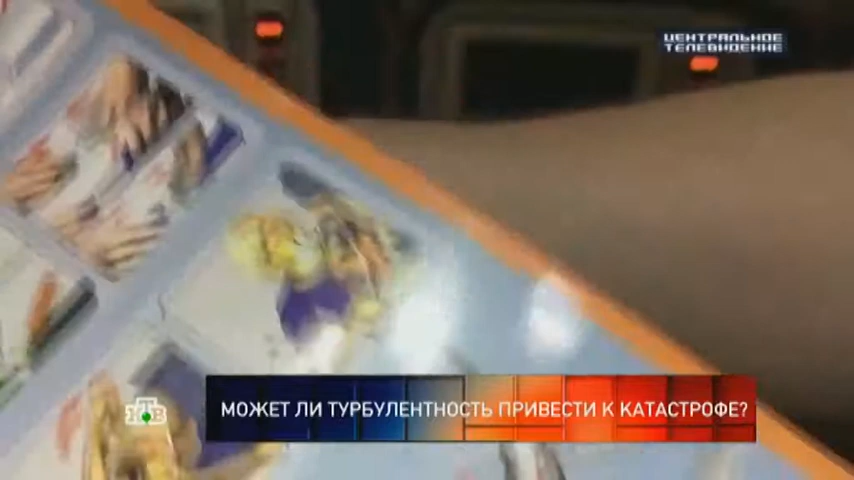 ЦЕНТРАЛЬНОЕ
ТЕЛЕВИДЕНИЕ
НТВ
МОЖЕТ ЛИ ТУРБУЛЕНТНОСТЬ ПРИВЕСТИ К КАТАСТРОФЕ?